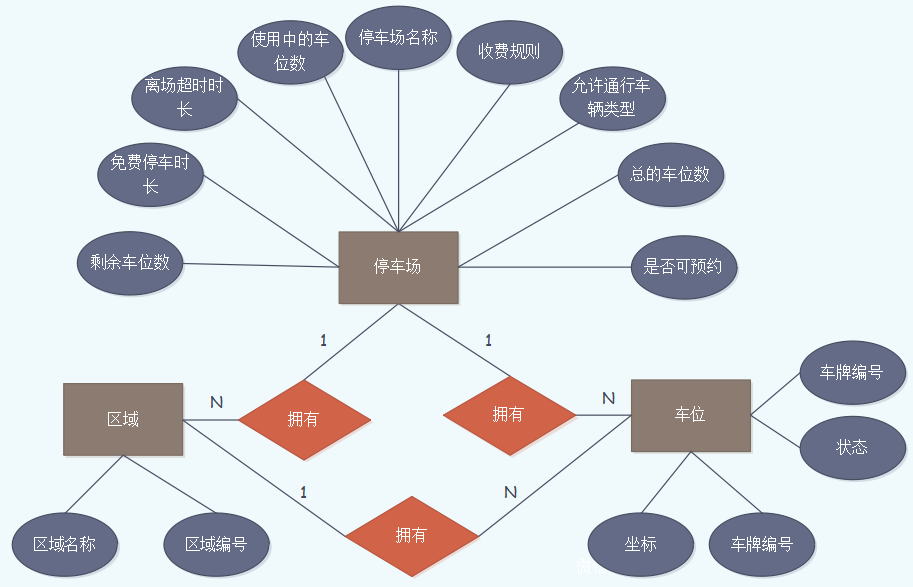 停车场名称
使用中的车
位数
收费规则
离场超时时
长
允许通行车
辆类型
免费停车时
长
总的车位数
剩余车位数
停车场
是否可预约
1
1
车牌编号
N
N
区域
拥有
拥有
车位
状态
1
N
拥有
区域名称
区域编号
坐标
车牌编号